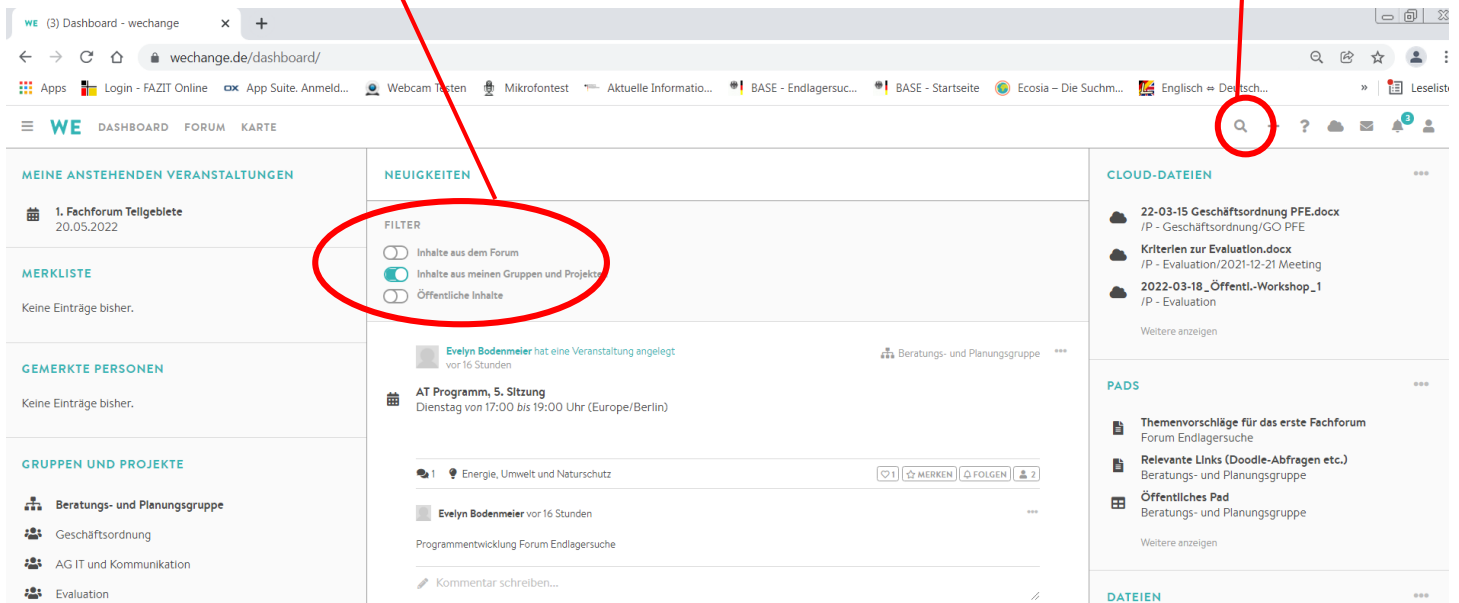 WE (3) Dashboard - wechange
wechange.de/dashboard/
Apps Login - FAZIT Online OX App Suite. Anmeld... Webcam Testen Mikrofontest Aktuelle Informatio... BASE - Endlagersuc... BASE - Startseite Ecosia – Die Suchm... Englisch ⇔ Deutsch... » Leseliste
WE DASHBOARD FORUM KARTE ? 3
MEINE ANSTEHENDEN VERANSTALTUNGEN
1. Fachforum Teilgebiete
20.05.2022
MERKLISTE
Keine Einträge bisher.
GEMERKTE PERSONEN
Keine Einträge bisher.
GRUPPEN UND PROJEKTE
Beratungs- und Planungsgruppe
Geschäftsordnung
AG IT und Kommunikation
Evaluation
NEUIGKEITEN
FILTER
Inhalte aus dem Forum
Inhalte aus meinen Gruppen und Projekte
Öffentliche Inhalte
Evelyn Bodenmeier hat eine Veranstaltung angelegt
vor 16 Stunden
Beratungs- und Planungsgruppe
AT Programm, 5. Sitzung
Dienstag von 17:00 bis 19:00 Uhr (Europe/Berlin)
1 Energie, Umwelt und Naturschutz
1 MERKEN FOLGEN 2
Evelyn Bodenmeier vor 16 Stunden
Programmentwicklung Forum Endlagersuche
Kommentar schreiben...
CLOUD-DATEIEN
22-03-15 Geschäftsordnung PFE.docx
/P - Geschäftsordnung/GO PFE
Kriterien zur Evaluation.docx
/P - Evaluation/2021-12-21 Meeting
2022-03-18_Öffentl.-Workshop_1
/P - Evaluation
Weitere anzeigen
PADS
Themenvorschläge für das erste Fachforum
Forum Endlagersuche
Relevante Links (Doodle-Abfragen etc.)
Beratungs- und Planungsgruppe
Öffentliches Pad
Beratungs- und Planungsgruppe
Weitere anzeigen
DATEIEN